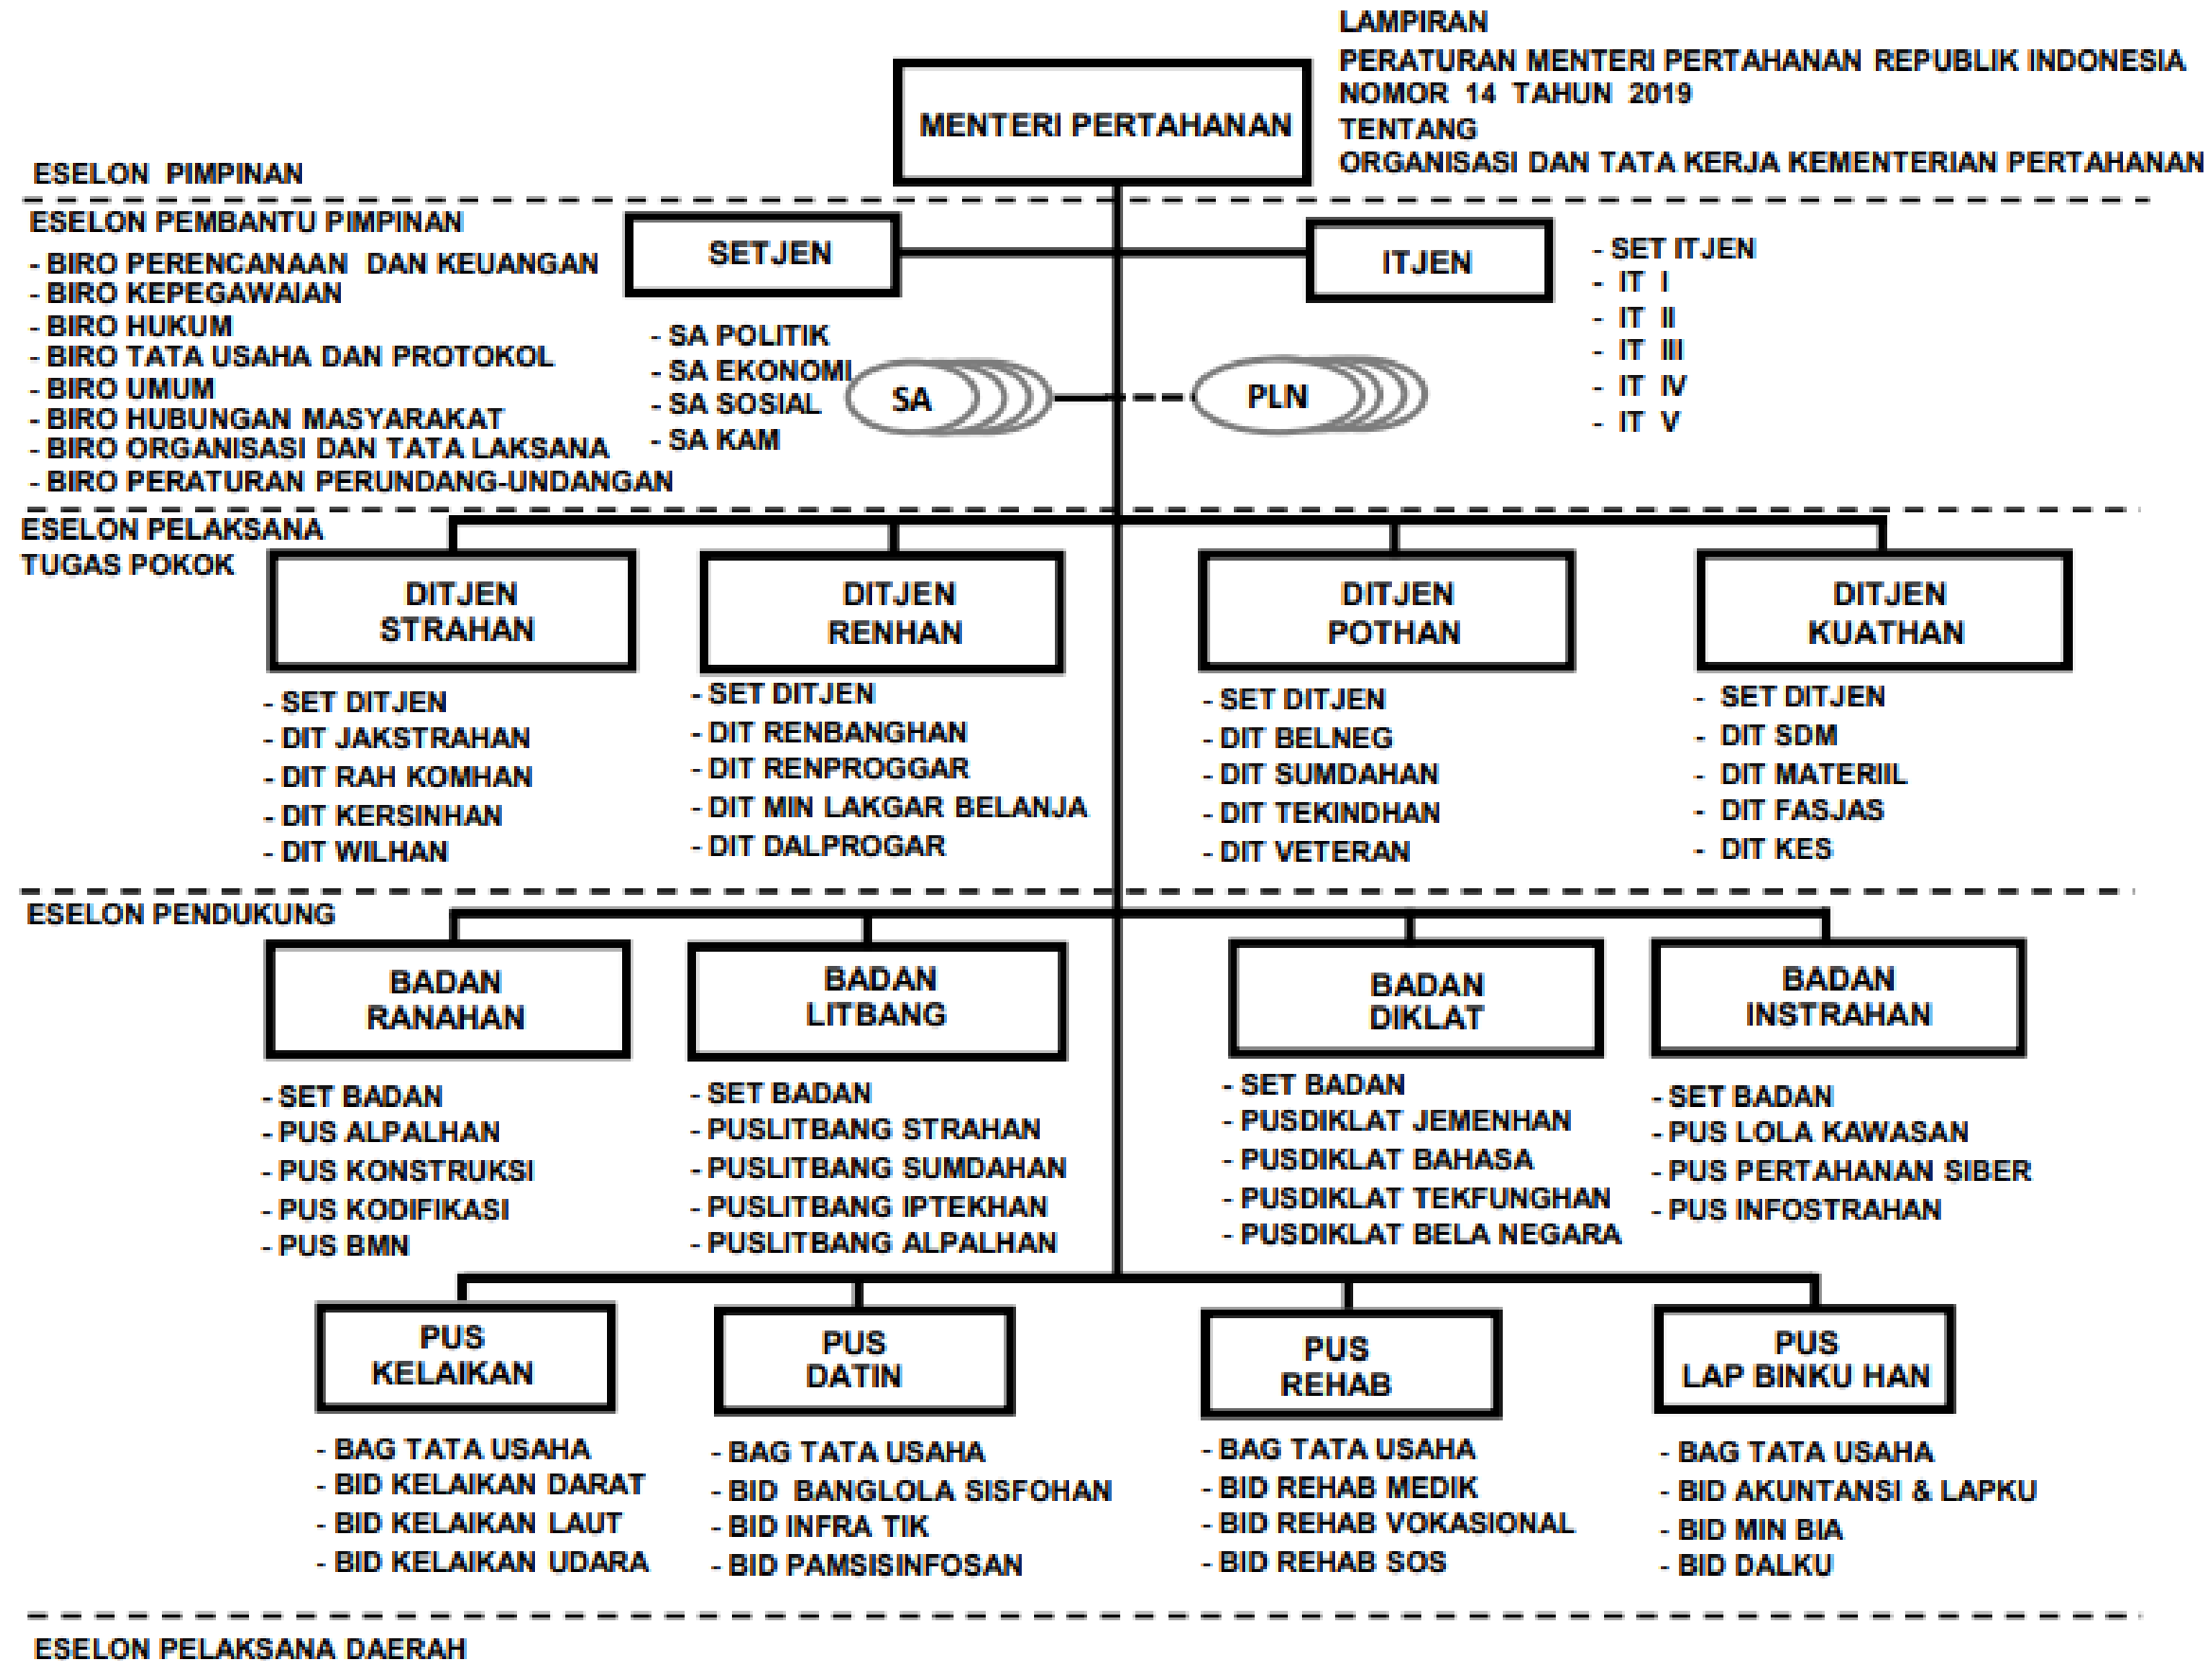 LAMPIRAN
PERATURAN MENTERI PERTAHANAN REPUBLIK INDONESIA
NOMOR 14 TAHUN 2019
TENTANG
ORGANISASI DAN TATA KERJA KEMENTERIAN PERTAHANAN
MENTERI PERTAHANAN
ESELON PIMPINAN
ESELON PEMBANTU PIMPINAN
- BIRO PERENCANAAN DAN KEUANGAN
- BIRO KEPEGAWAIAN
- BIRO HUKUM
- BIRO TATA USAHA DAN PROTOKOL
- BIRO UMUM
- BIRO HUBUNGAN MASYARAKAT
- BIRO ORGANISASI DAN TATA LAKSANA
- BIRO PERATURAN PERUNDANG-UNDANGAN
SETJEN
- SA POLITIK
- SA EKONOMI
- SA SOSIAL
- SA KAM
SA
PLN
ITJEN
- SET ITJEN
- IT I
- IT II
- IT III
- IT IV
- IT V
ESELON PELAKSANA
TUGAS POKOK
DITJEN
STRAHAN
- SET DITJEN
- DIT JAKSTRAHAN
- DIT RAH KOMHAN
- DIT KERSINHAN
- DIT WILHAN
DITJEN
RENHAN
- SET DITJEN
- DIT RENBANGHAN
- DIT RENPROGGAR
- DIT MIN LAKGAR BELANJA
- DIT DALPROGAR
DITJEN
POTHAN
- SET DITJEN
- DIT BELNEG
- DIT SUMDAHAN
- DIT TEKINDHAN
- DIT VETERAN
DITJEN
KUATHAN
- SET DITJEN
- DIT SDM
- DIT MATERIIL
- DIT FASJAS
- DIT KES
ESELON PENDUKUNG
BADAN
RANAHAN
- SET BADAN
- PUS ALPALHAN
- PUS KONSTRUKSI
- PUS KODIFIKASI
- PUS BMN
BADAN
LITBANG
- SET BADAN
- PUSLITBANG STRAHAN
- PUSLITBANG SUMDAHAN
- PUSLITBANG IPTEKHAN
- PUSLITBANG ALPALHAN
BADAN
DIKLAT
- SET BADAN
- PUSDIKLAT JEMENHAN
- PUSDIKLAT BAHASA
- PUSDIKLAT TEKFUNGHAN
- PUSDIKLAT BELA NEGARA
BADAN
INSTRAHAN
- SET BADAN
- PUS LOLA KAWASAN
- PUS PERTAHANAN SIBER
- PUS INFOSTRAHAN
PUS
KELAIKAN
- BAG TATA USAHA
- BID KELAIKAN DARAT
- BID KELAIKAN LAUT
- BID KELAIKAN UDARA
PUS
DATIN
- BAG TATA USAHA
- BID BANGLOLA SISFOHAN
- BID INFRA TIK
- BID PAMSISINFOSAN
PUS
REHAB
- BAG TATA USAHA
- BID REHAB MEDIK
- BID REHAB VOKASIONAL
- BID REHAB SOS
PUS
LAP BINKU HAN
- BAG TATA USAHA
- BID AKUNTANSI & LAPKU
- BID MIN BIA
- BID DALKU
ESELON PELAKSANA DAERAH